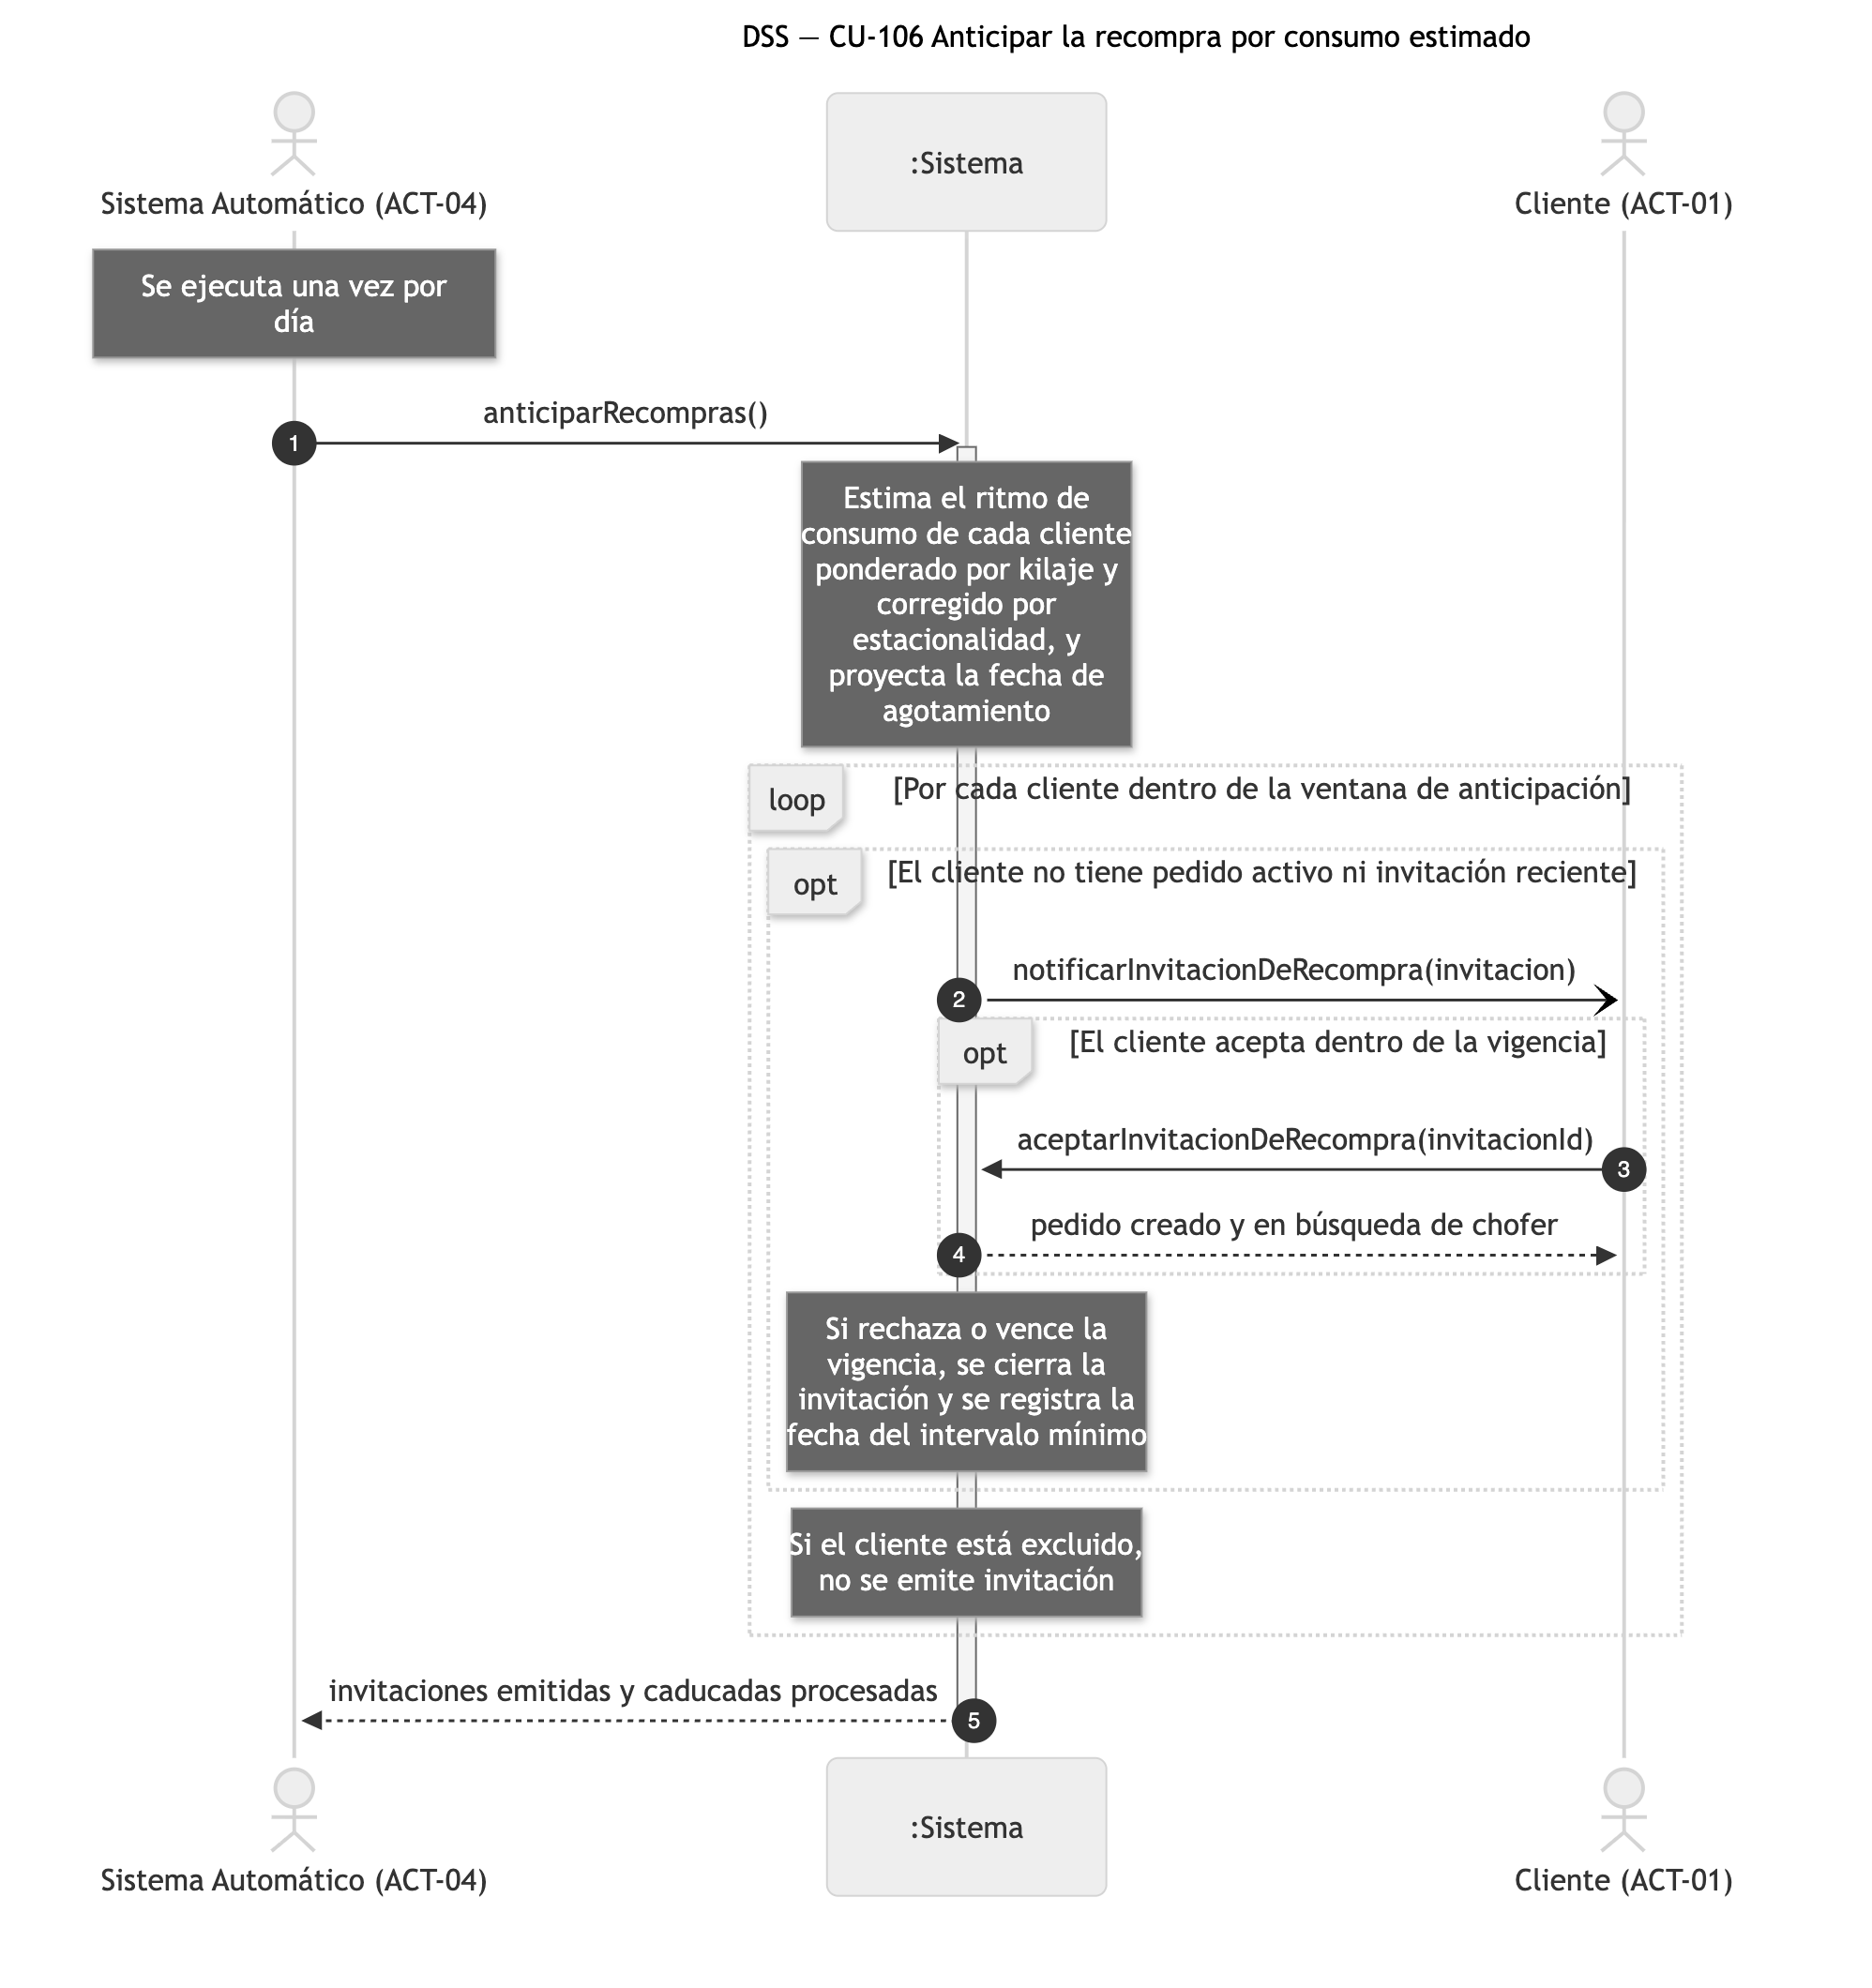 DSS — CU-106 Anticipar la recompra por consumo estimado
Sistema Automático (ACT-04)
:Sistema
Cliente (ACT-01)
Se ejecuta una vez por
día
anticiparRecompras()
1
Estima el ritmo de
consumo de cada cliente
ponderado por kilaje y
corregido por
estacionalidad, y
proyecta la fecha de
agotamiento
loop
[Por cada cliente dentro de la ventana de anticipación]
opt
[El cliente no tiene pedido activo ni invitación reciente]
notificarInvitacionDeRecompra(invitacion)
2
opt
[El cliente acepta dentro de la vigencia]
aceptarInvitacionDeRecompra(invitacionId)
3
pedido creado y en búsqueda de chofer
4
Si rechaza o vence la
vigencia, se cierra la
invitación y se registra la
fecha del intervalo mínimo
Si el cliente está excluido,
no se emite invitación
invitaciones emitidas y caducadas procesadas
5
Sistema Automático (ACT-04)
:Sistema
Cliente (ACT-01)